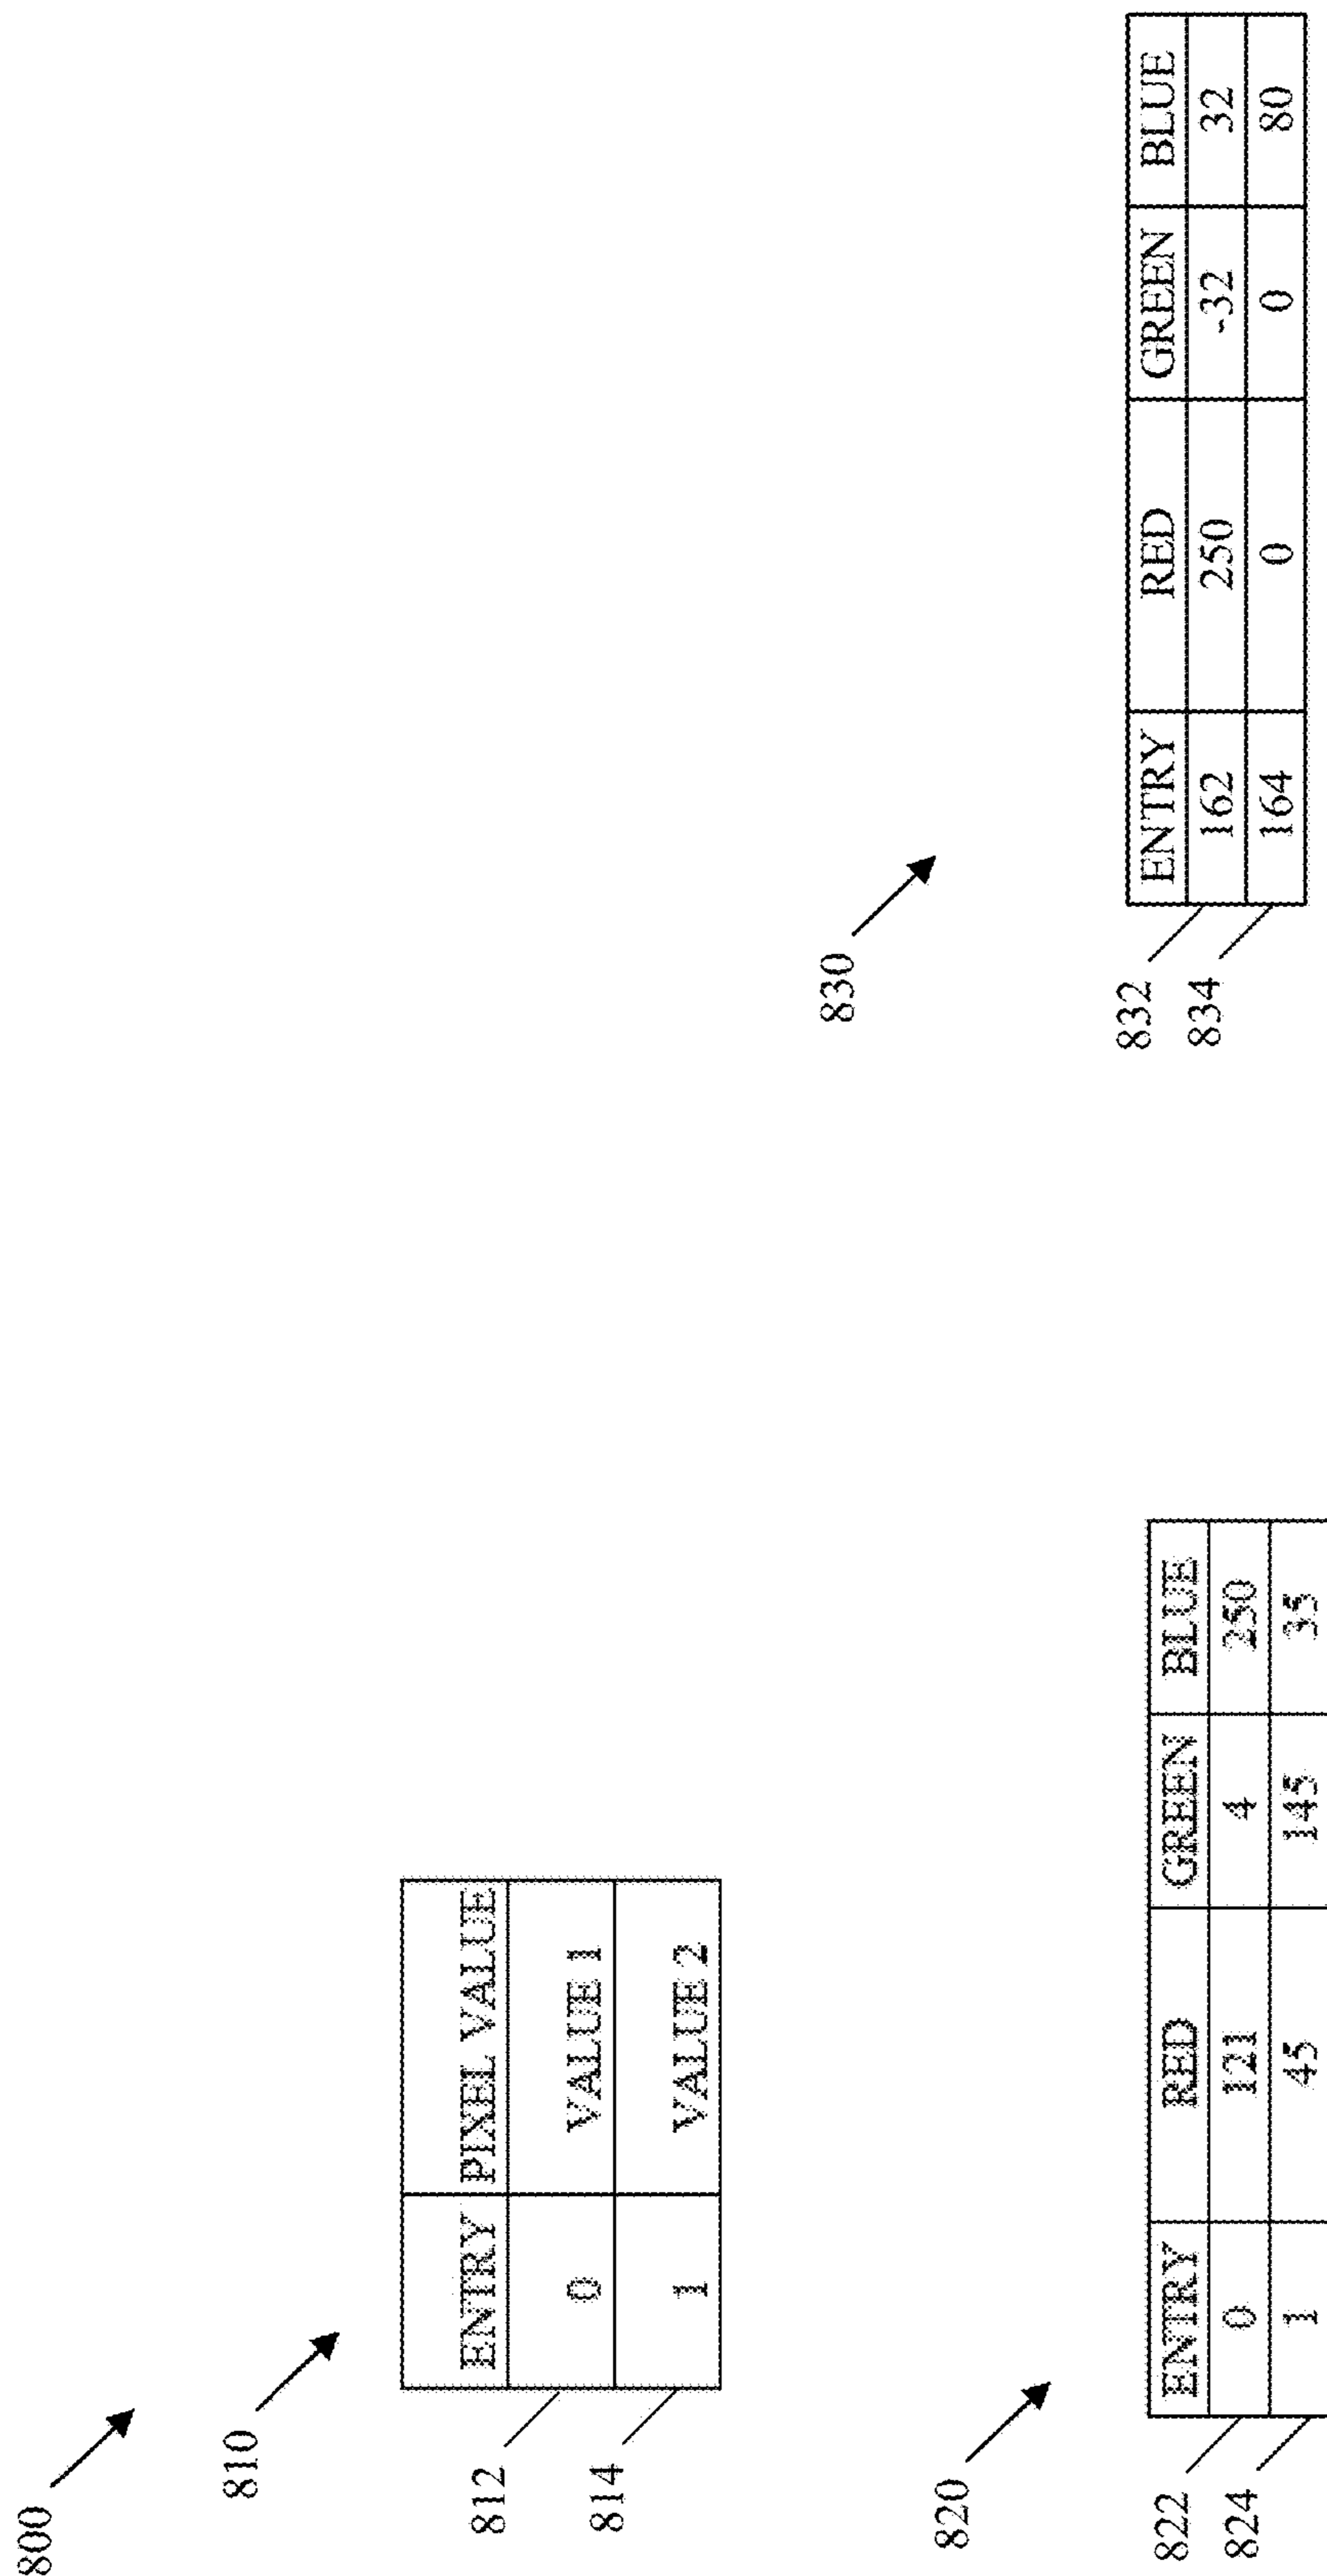 800
810
ENTRY PIXEL VALUE
812 0 VALUE 1
814 1 VALUE 2
820
ENTRY RED GREEN BLUE
822 0 121 4 250
824 1 45 145 35
830
ENTRY RED GREEN BLUE
832 162 250 -32 32
834 164 0 0 80